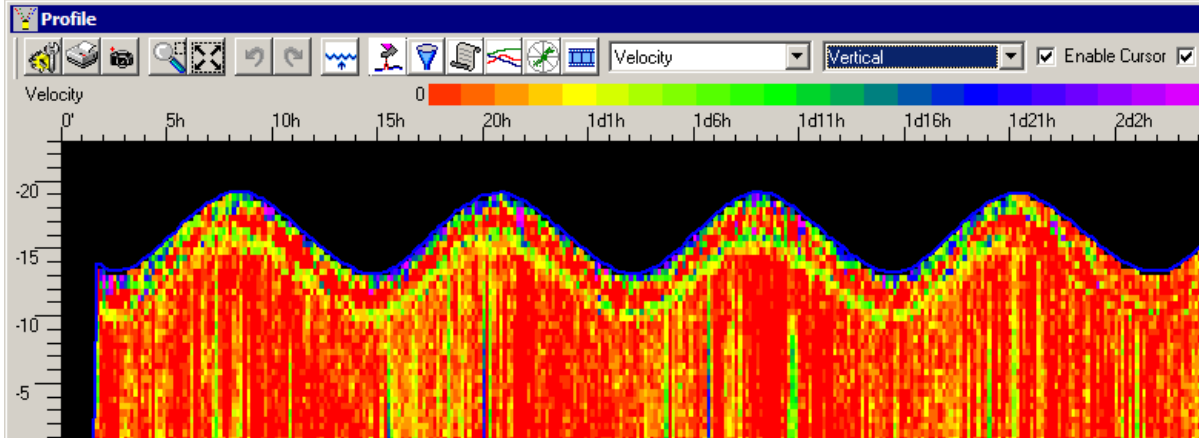 Profile
Velocity Vertical Enable Cursor
Velocity 0
0' 5h 10h 15h 20h 1d1h 1d6h 1d11h 1d16h 1d21h 2d2h
-20
-15
-10
-5